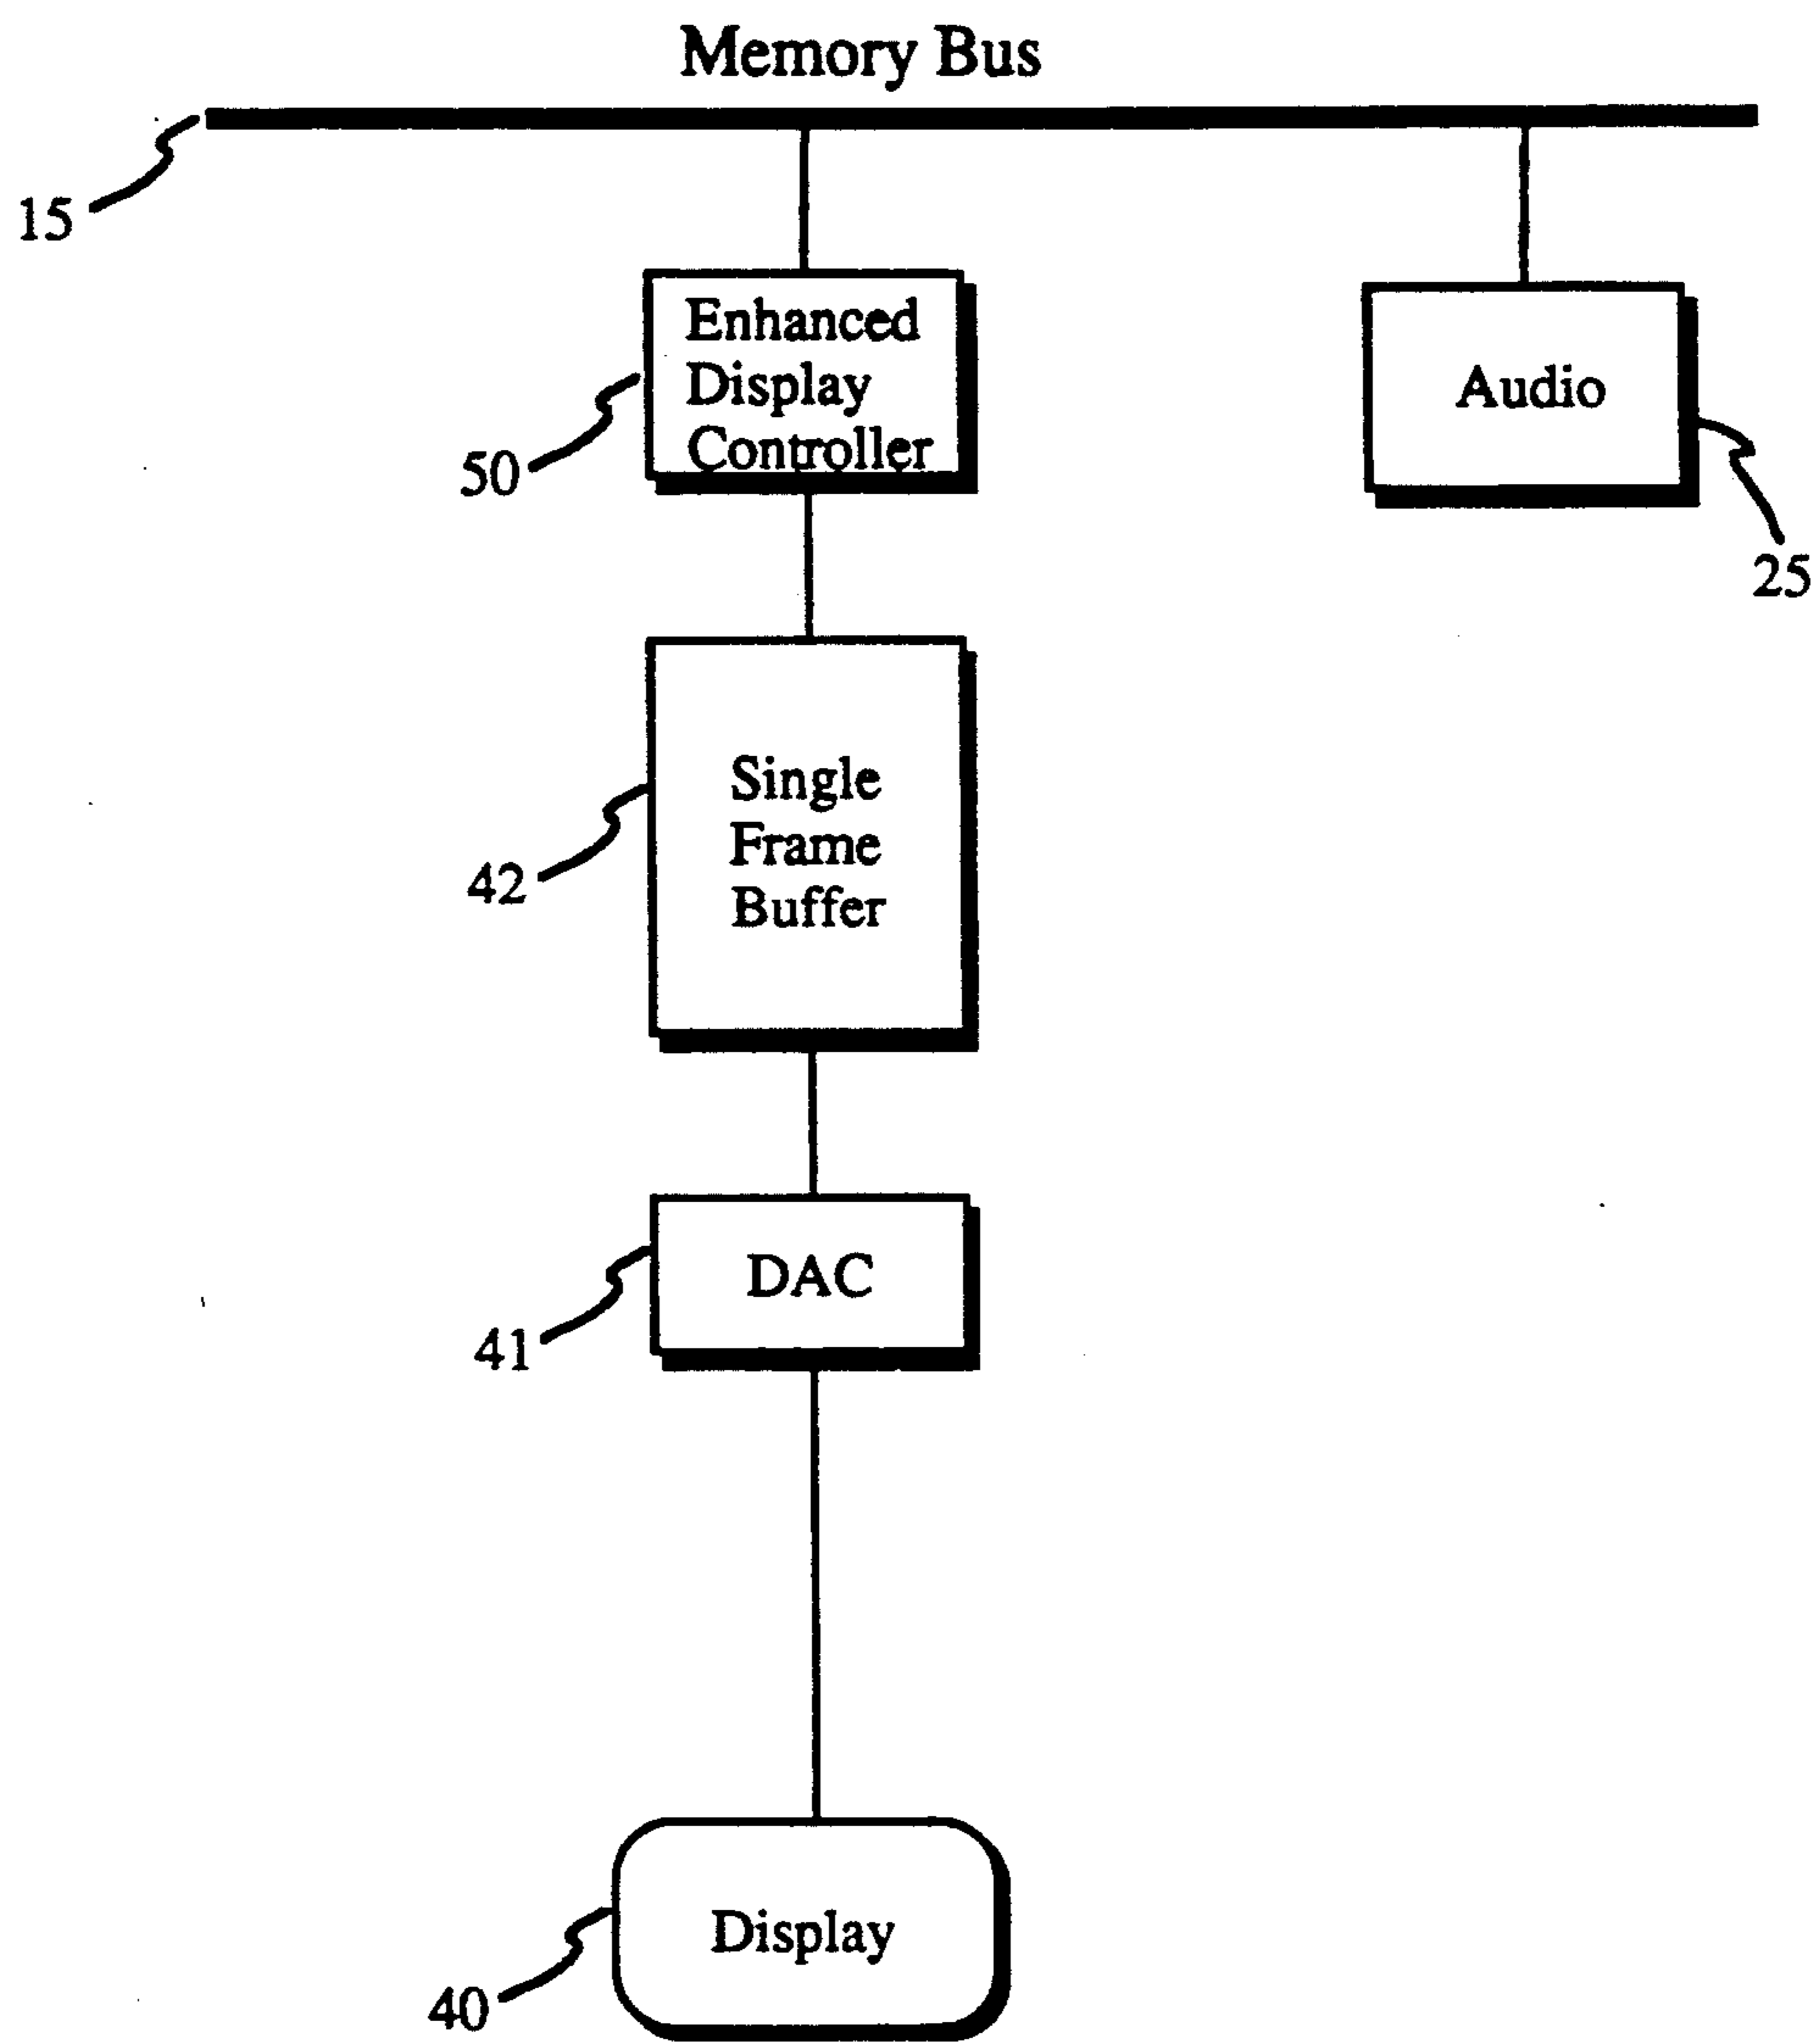 Memory Bus
15
Enhanced
Display
Controller
50
Audio
25
Single
Frame
Buffer
42
DAC
41
Display
40